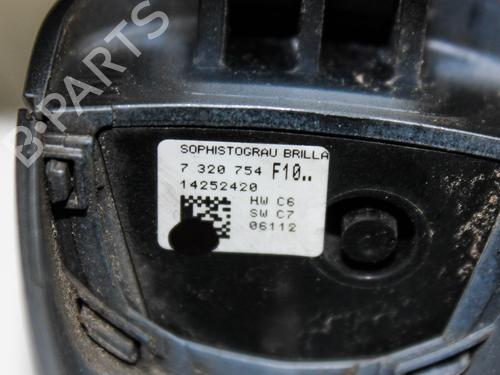 B-PARTS
SOPHISTOGRAU BRILLA
7 320 754 F10..
14252420
HW C6
SW C7
06112